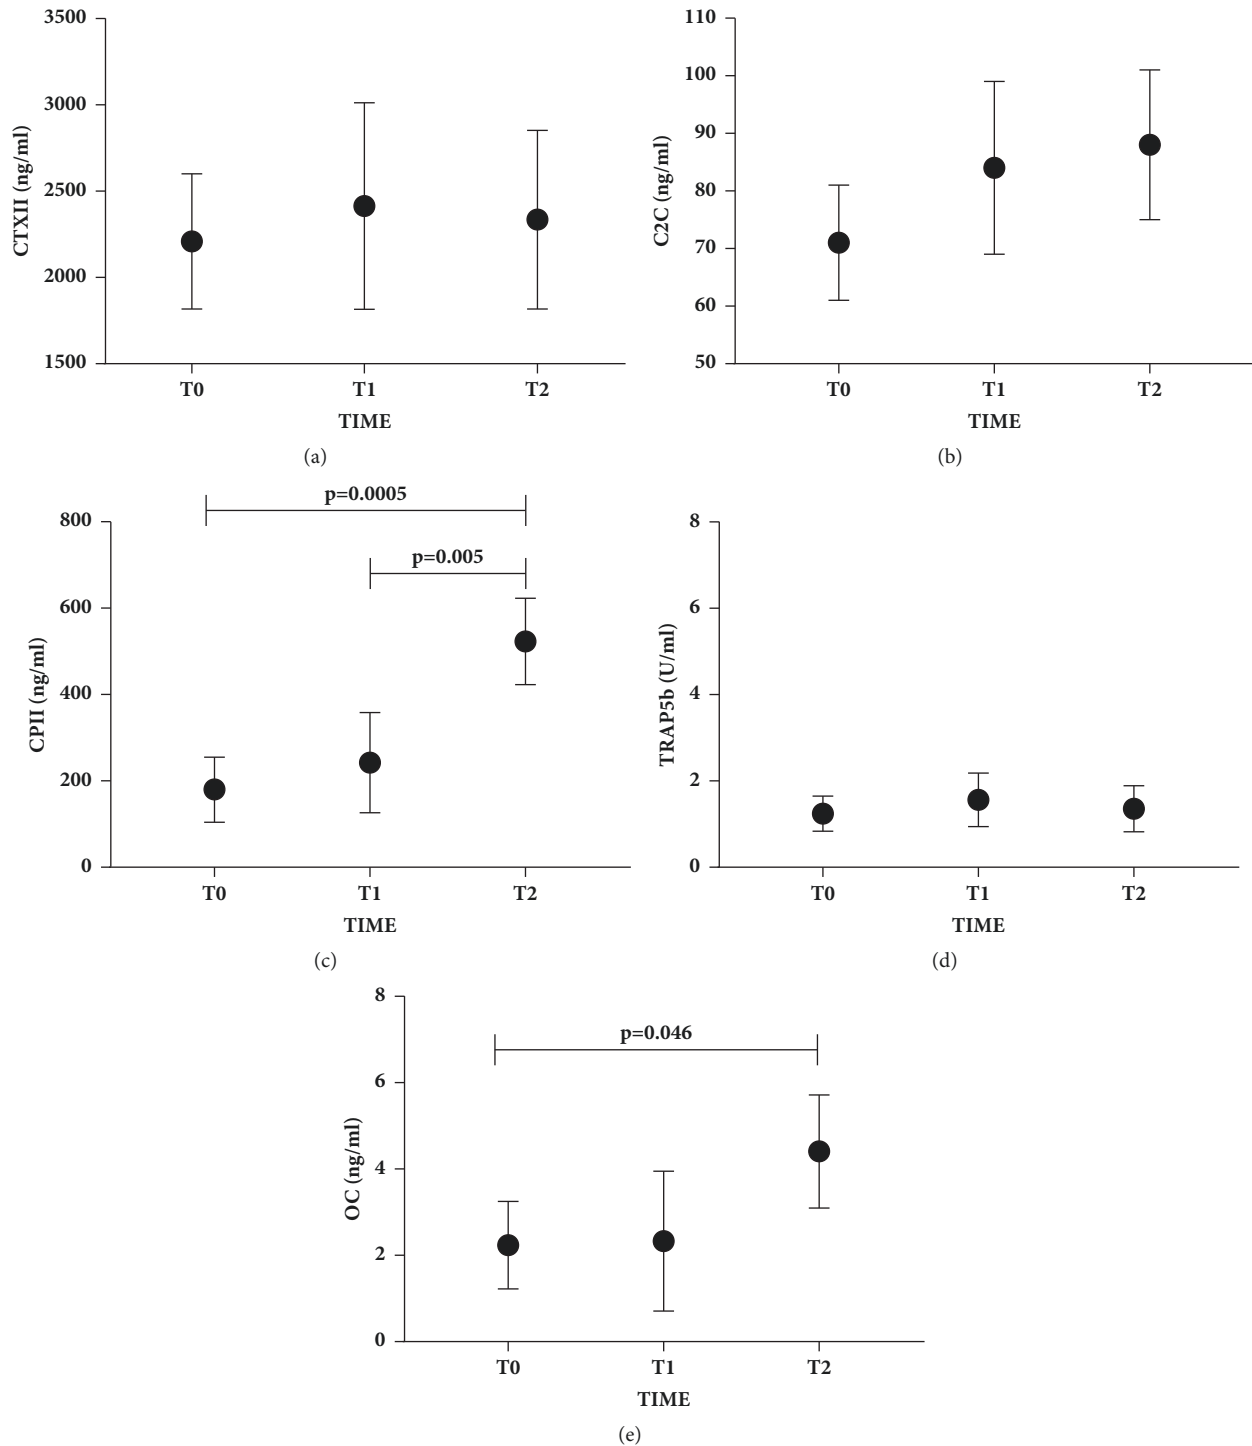 3500
3000
2500
2000
1500
CTXII (ng/ml)
T0 T1 T2
TIME
(a)
110
100
90
80
70
60
50
C2C (ng/ml)
T0 T1 T2
TIME
(b)
p=0.0005
p=0.005
800
600
400
200
0
CPII (ng/ml)
T0 T1 T2
TIME
(c)
8
6
4
2
0
TRAP5b (U/ml)
T0 T1 T2
TIME
(d)
p=0.046
8
6
4
2
0
OC (ng/ml)
T0 T1 T2
TIME
(e)